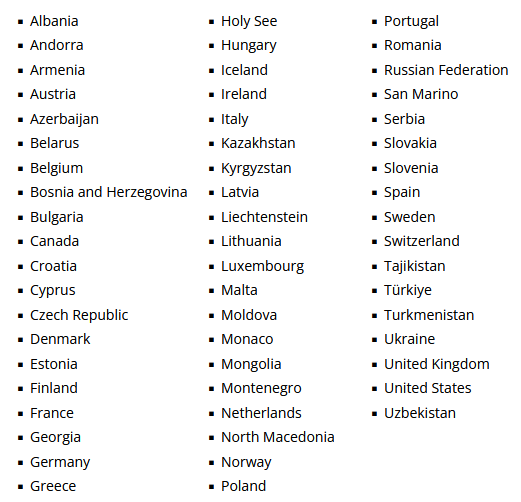 Albania
Andorra
Armenia
Austria
Azerbaijan
Belarus
Belgium
Bosnia and Herzegovina
Bulgaria
Canada
Croatia
Cyprus
Czech Republic
Denmark
Estonia
Finland
France
Georgia
Germany
Greece
Holy See
Hungary
Iceland
Ireland
Italy
Kazakhstan
Kyrgyzstan
Latvia
Liechtenstein
Lithuania
Luxembourg
Malta
Moldova
Monaco
Mongolia
Montenegro
Netherlands
North Macedonia
Norway
Poland
Portugal
Romania
Russian Federation
San Marino
Serbia
Slovakia
Slovenia
Spain
Sweden
Switzerland
Tajikistan
Türkiye
Turkmenistan
Ukraine
United Kingdom
United States
Uzbekistan